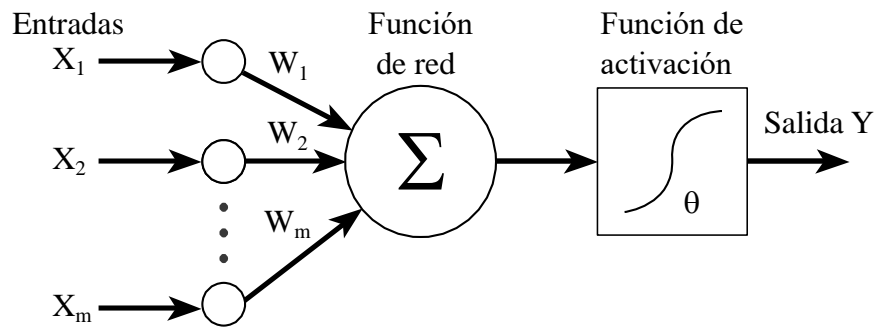 Entradas
X₁
X₂
Xₘ
W₁
W₂
Wₘ
Función
de red
Σ
Función de
activación
θ
Salida Y